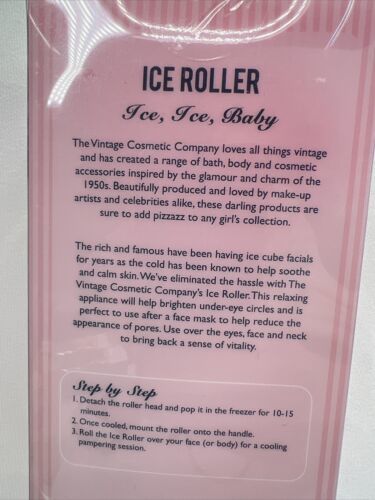 ICE ROLLER
Ice, Ice, Baby
The Vintage Cosmetic Company loves all things vintage
and has created a range of bath, body and cosmetic
accessories inspired by the glamour and charm of the
1950s. Beautifully produced and loved by make-up
artists and celebrities alike, these darling products are
sure to add pizzazz to any girl's collection.
The rich and famous have been having ice cube facials
for years as the cold has been known to help soothe
and calm skin. We've eliminated the hassle with The
Vintage Cosmetic Company's Ice Roller. This relaxing
appliance will help brighten under-eye circles and is
perfect to use after a face mask to help reduce the
appearance of pores. Use over the eyes, face and neck
to bring back a sense of vitality.
Step by Step
1. Detach the roller head and pop it in the freezer for 10-15
minutes.
2. Once cooled, mount the roller onto the handle.
3. Roll the Ice Roller over your face (or body) for a cooling
pampering session.